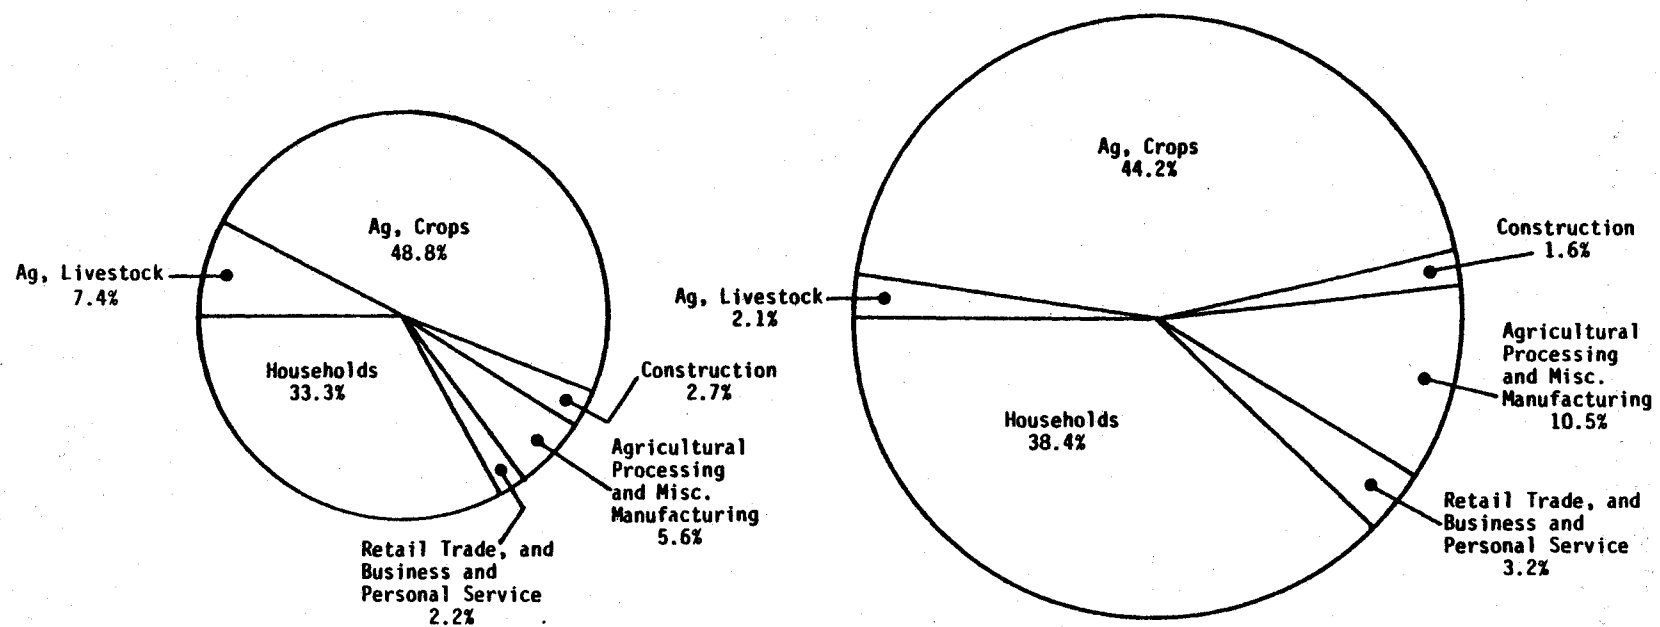 Ag, Crops
48.8%
Ag, Livestock
7.4%
Households
33.3%
Construction
2.7%
Agricultural
Processing
and Misc.
Manufacturing
5.6%
Retail Trade, and
Business and
Personal Service
2.2%
Ag, Crops
44.2%
Construction
1.6%
Ag, Livestock
2.1%
Agricultural
Processing
and Misc.
Manufacturing
10.5%
Households
38.4%
Retail Trade, and
Business and
Personal Service
3.2%